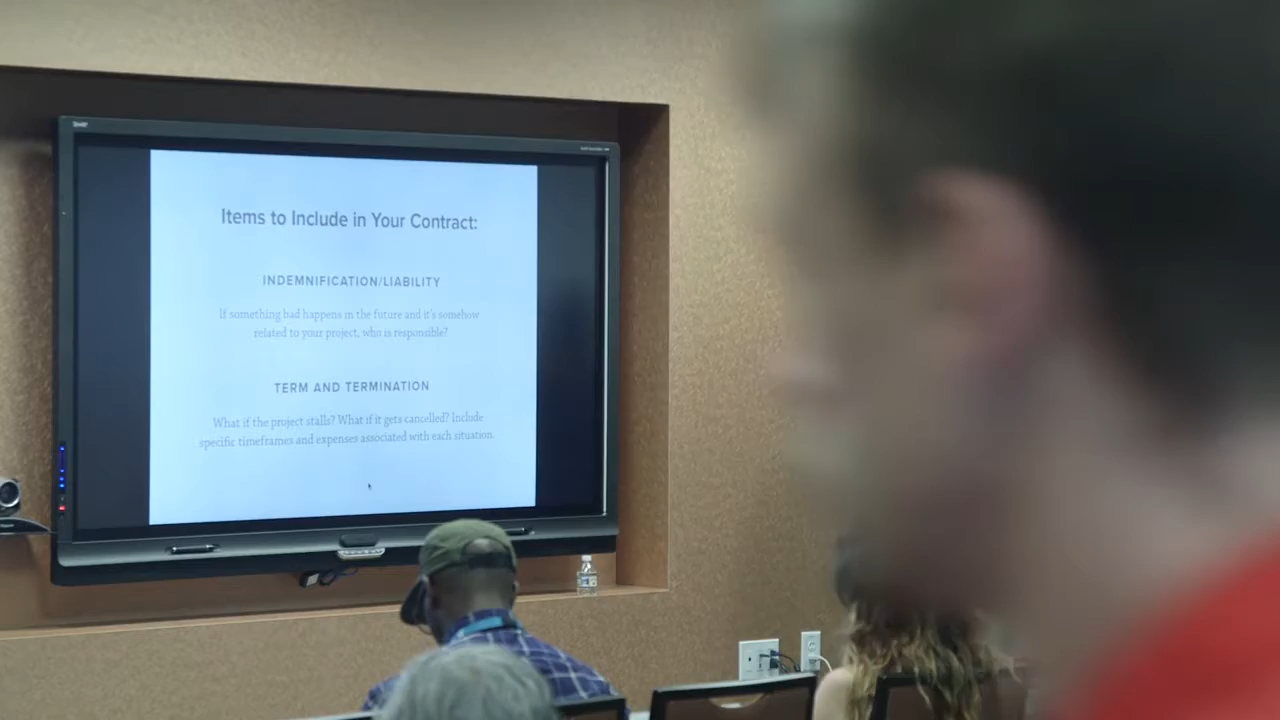 Items to Include in Your Contract:
INDEMNIFICATION/LIABILITY
If something bad happens in the future and it's somehow
related to your project, who is responsible?
TERM AND TERMINATION
What if the project stalls? What if it gets cancelled? Include
specific timeframes and expenses associated with each situation.